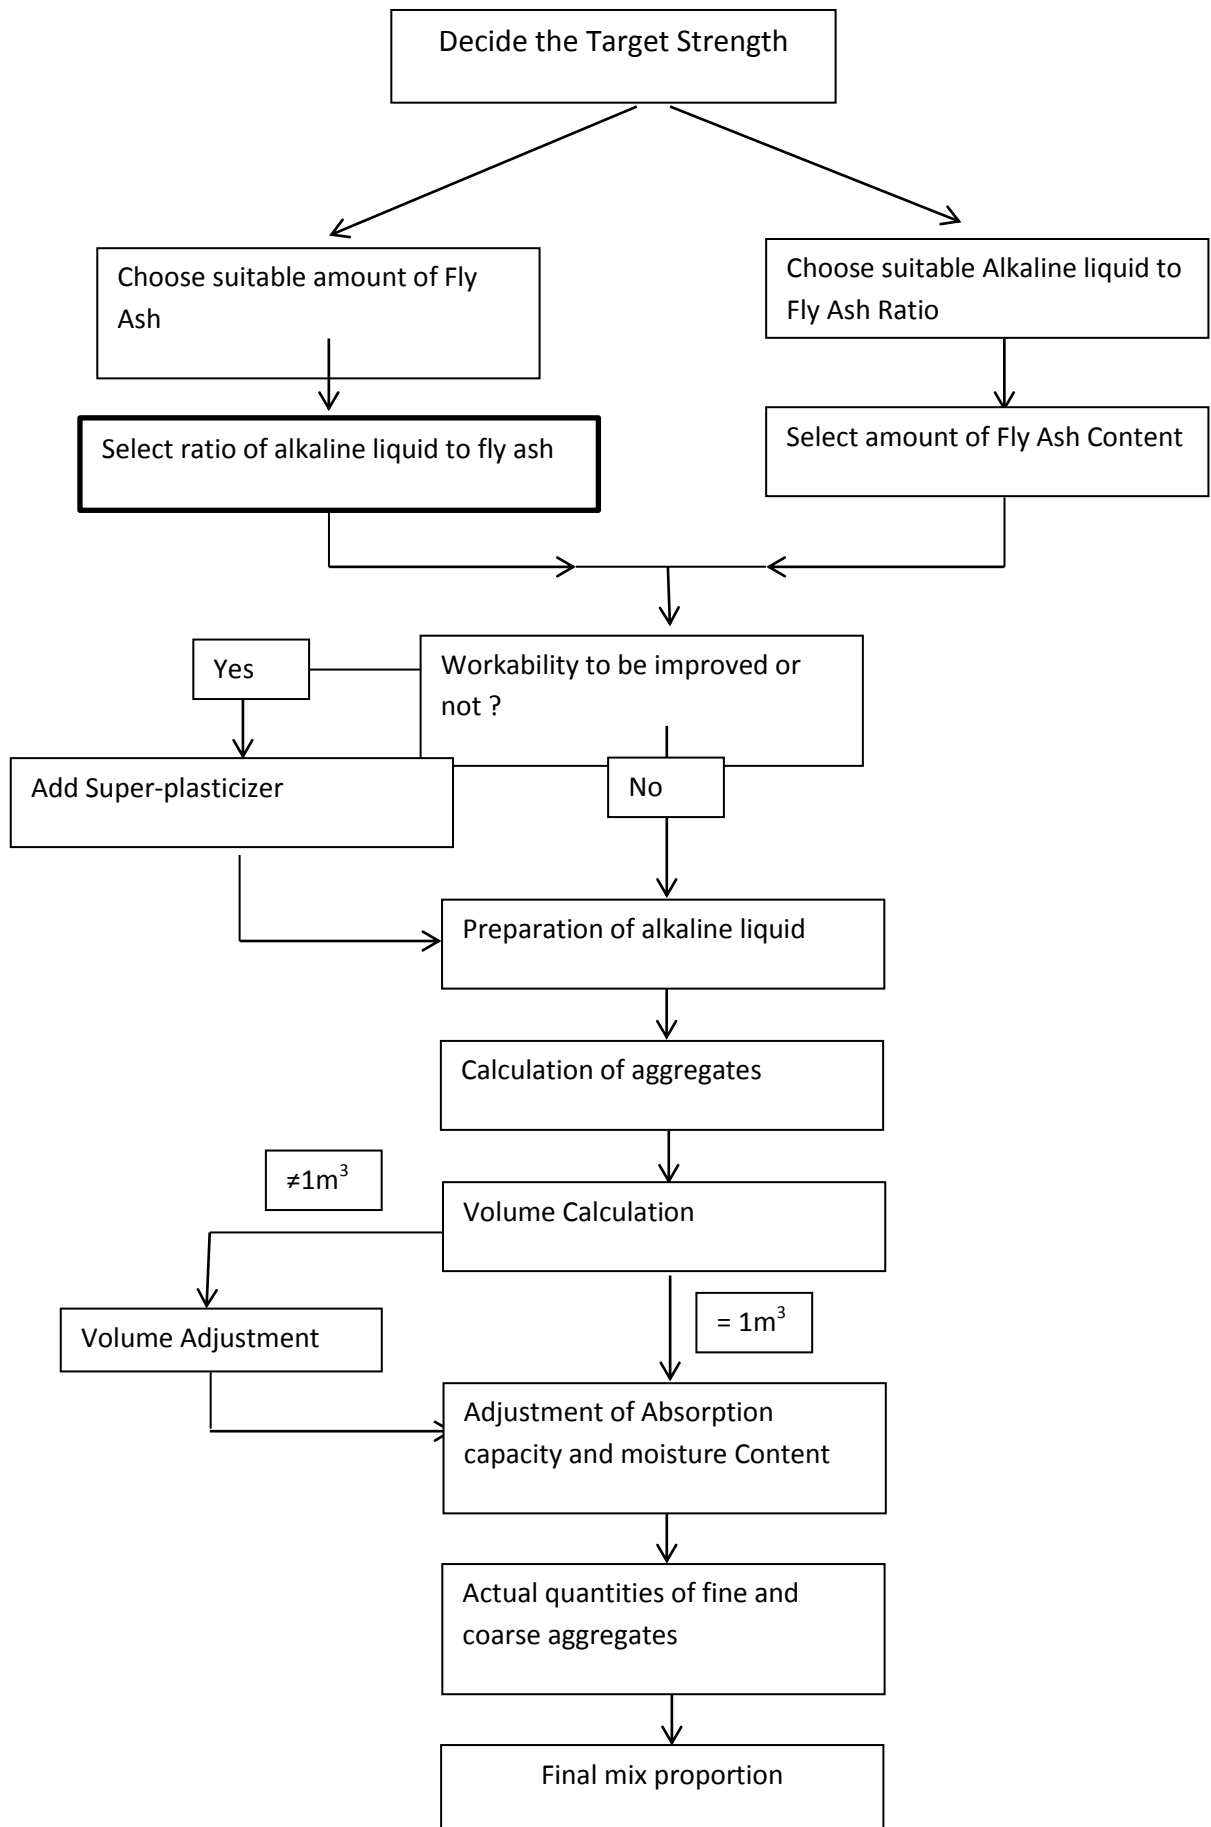 Decide the Target Strength
Choose suitable amount of Fly
Ash
Choose suitable Alkaline liquid to
Fly Ash Ratio
Select ratio of alkaline liquid to fly ash
Select amount of Fly Ash Content
Yes
Workability to be improved or
not ?
Add Super-plasticizer
No
Preparation of alkaline liquid
Calculation of aggregates
≠1m³
Volume Calculation
= 1m³
Volume Adjustment
Adjustment of Absorption
capacity and moisture Content
Actual quantities of fine and
coarse aggregates
Final mix proportion